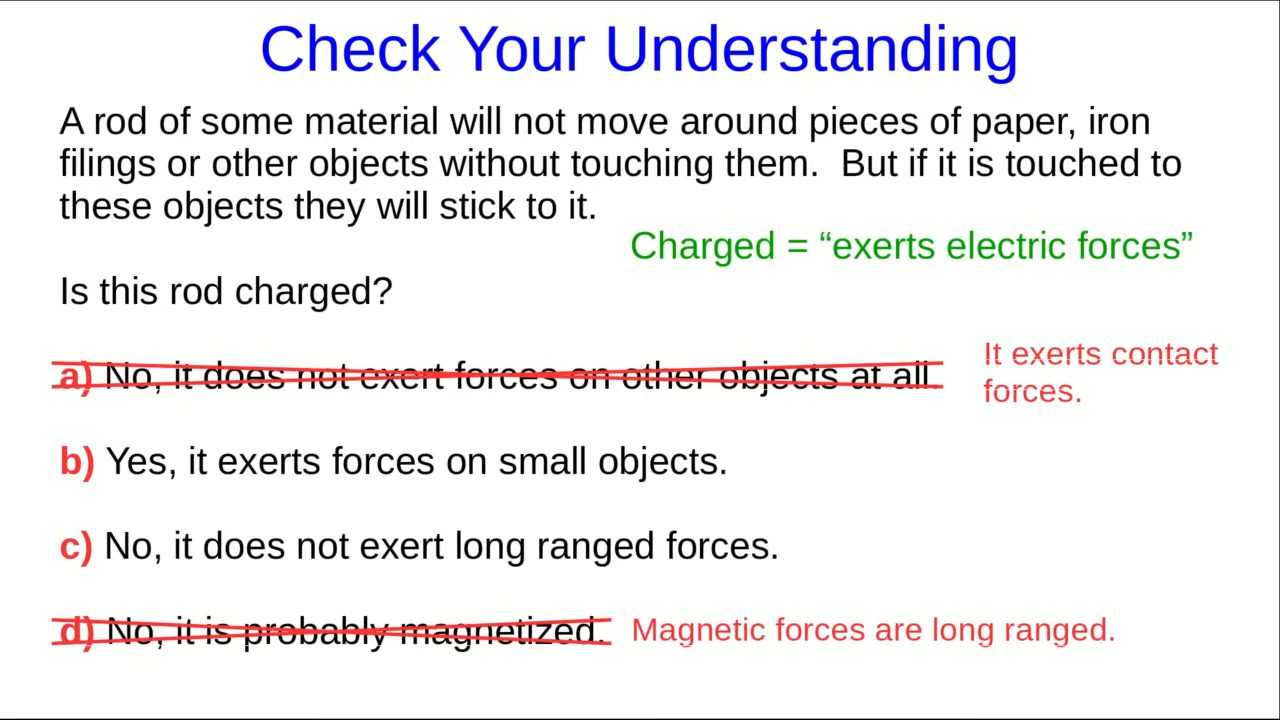 Check Your Understanding
A rod of some material will not move around pieces of paper, iron
filings or other objects without touching them.  But if it is touched to
these objects they will stick to it.
Charged = “exerts electric forces”
Is this rod charged?
a) No, it does not exert forces on other objects at all.
It exerts contact
forces.
b) Yes, it exerts forces on small objects.
c) No, it does not exert long ranged forces.
d) No, it is probably magnetized.
Magnetic forces are long ranged.